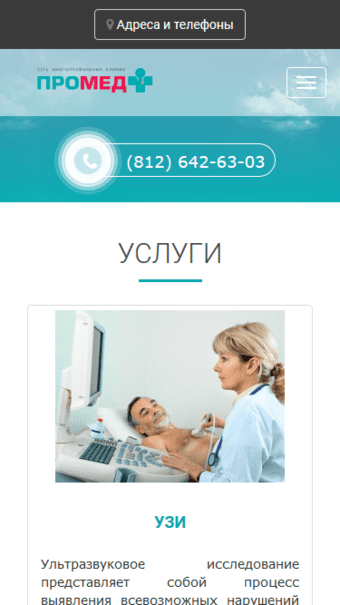 Адреса и телефоны
СЕТЬ МНОГОПРОФИЛЬНЫХ КЛИНИК
ПРОМЕД
(812) 642-63-03
УСЛУГИ
УЗИ
Ультразвуковое исследование
представляет собой процесс
выявления всевозможных нарушений